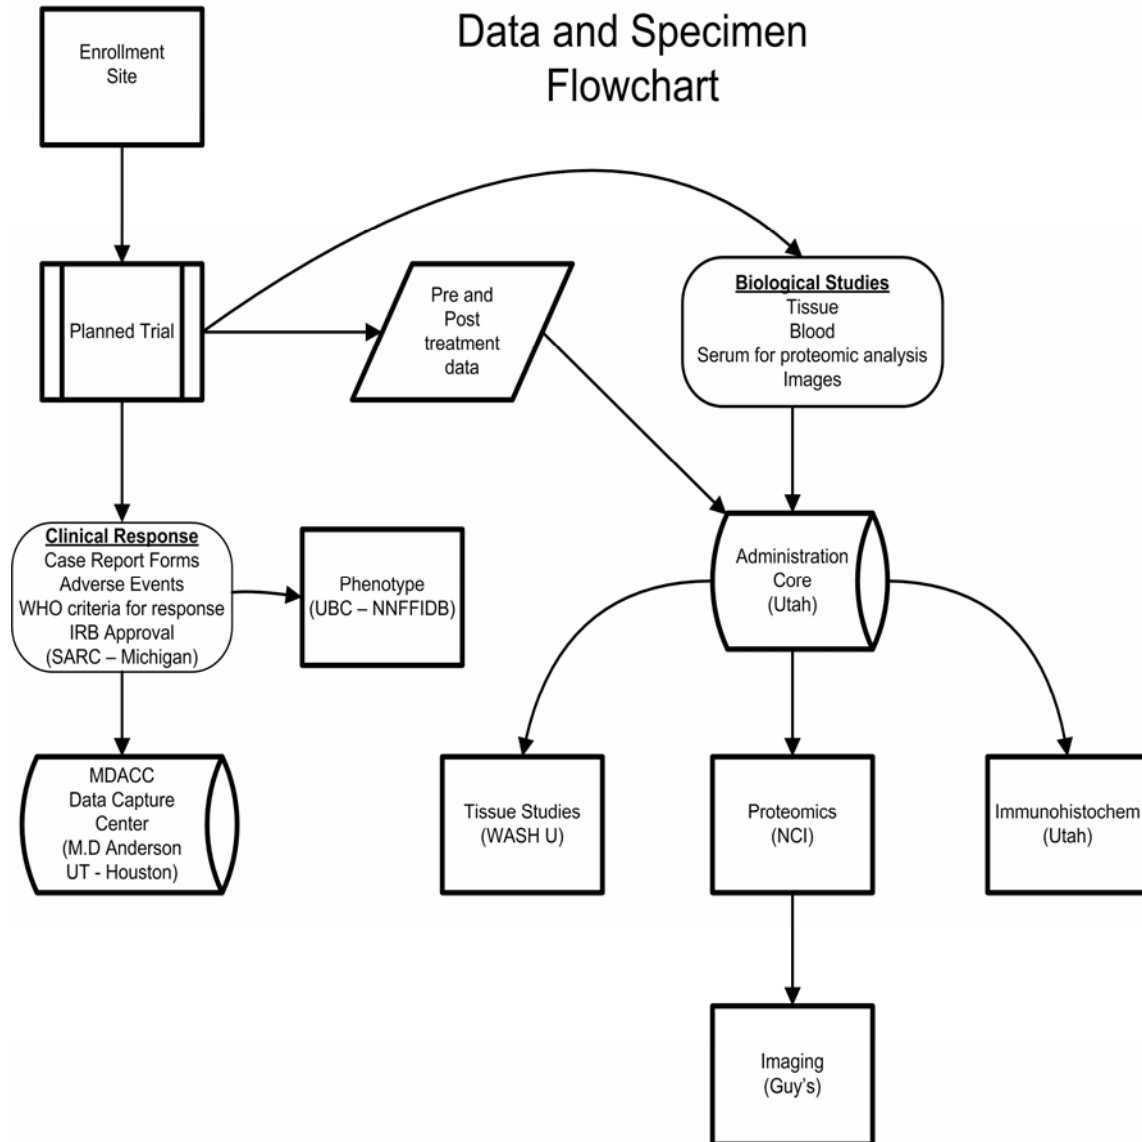 Data and Specimen
Flowchart
Enrollment
Site
Planned Trial
Pre and
Post
treatment
data
Biological Studies
Tissue
Blood
Serum for proteomic analysis
Images
Clinical Response
Case Report Forms
Adverse Events
WHO criteria for response
IRB Approval
(SARC – Michigan)
Phenotype
(UBC – NNFFIDB)
Administration
Core
(Utah)
MDACC
Data Capture
Center
(M.D Anderson
UT - Houston)
Tissue Studies
(WASH U)
Proteomics
(NCI)
Immunohistochem
(Utah)
Imaging
(Guy's)